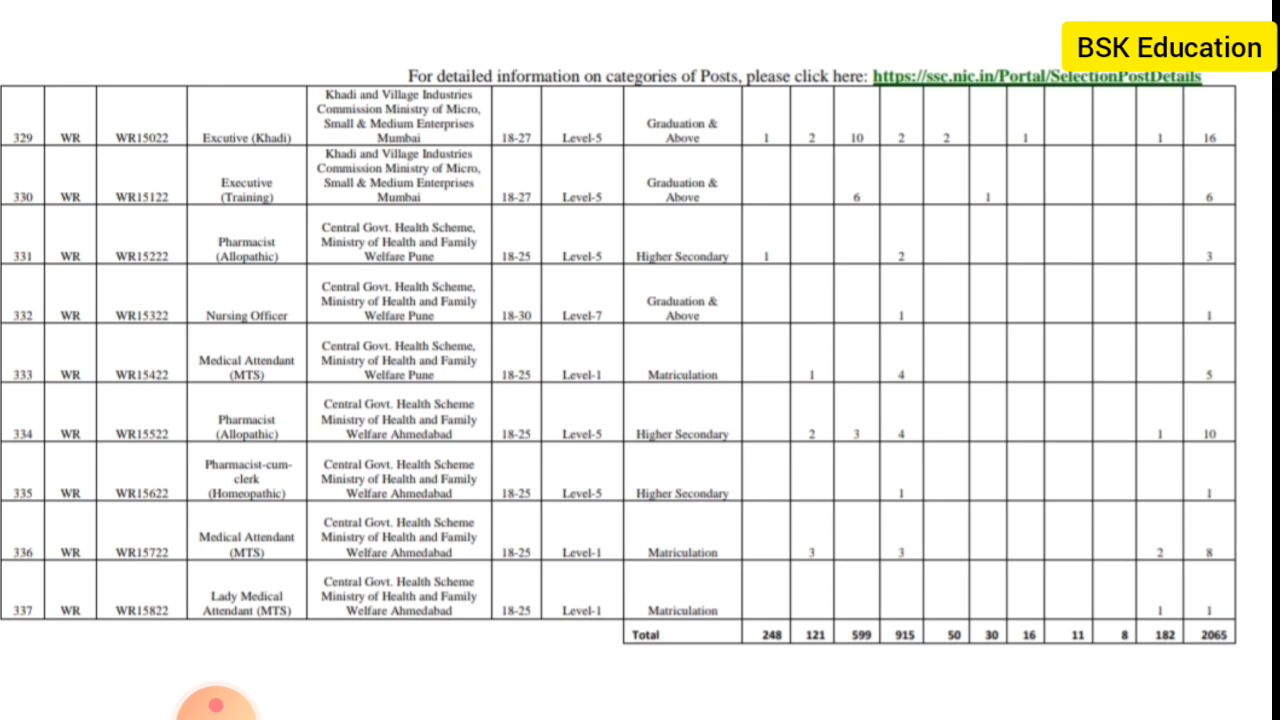 BSK Education
For detailed information on categories of Posts, please click here: https://ssc.nic.in/Portal/SelectionPostDetails
329 WR WR15022 Excutive (Khadi) Khadi and Village Industries Commission Ministry of Micro, Small & Medium Enterprises Mumbai 18-27 Level-5 Graduation & Above 1 2 10 2 2 1 1 16
330 WR WR15122 Executive (Training) Khadi and Village Industries Commission Ministry of Micro, Small & Medium Enterprises Mumbai 18-27 Level-5 Graduation & Above 6 1 6
331 WR WR15222 Pharmacist (Allopathic) Central Govt. Health Scheme, Ministry of Health and Family Welfare Pune 18-25 Level-5 Higher Secondary 1 2 3
332 WR WR15322 Nursing Officer Central Govt. Health Scheme, Ministry of Health and Family Welfare Pune 18-30 Level-7 Graduation & Above 1 1
333 WR WR15422 Medical Attendant (MTS) Central Govt. Health Scheme, Ministry of Health and Family Welfare Pune 18-25 Level-1 Matriculation 1 4 5
334 WR WR15522 Pharmacist (Allopathic) Central Govt. Health Scheme Ministry of Health and Family Welfare Ahmedabad 18-25 Level-5 Higher Secondary 2 3 4 1 10
335 WR WR15622 Pharmacist-cum-clerk (Homeopathic) Central Govt. Health Scheme Ministry of Health and Family Welfare Ahmedabad 18-25 Level-5 Higher Secondary 1 1
336 WR WR15722 Medical Attendant (MTS) Central Govt. Health Scheme Ministry of Health and Family Welfare Ahmedabad 18-25 Level-1 Matriculation 3 3 2 8
337 WR WR15822 Lady Medical Attendant (MTS) Central Govt. Health Scheme Ministry of Health and Family Welfare Ahmedabad 18-25 Level-1 Matriculation 1 1
Total 248 121 599 915 50 30 16 11 8 182 2065